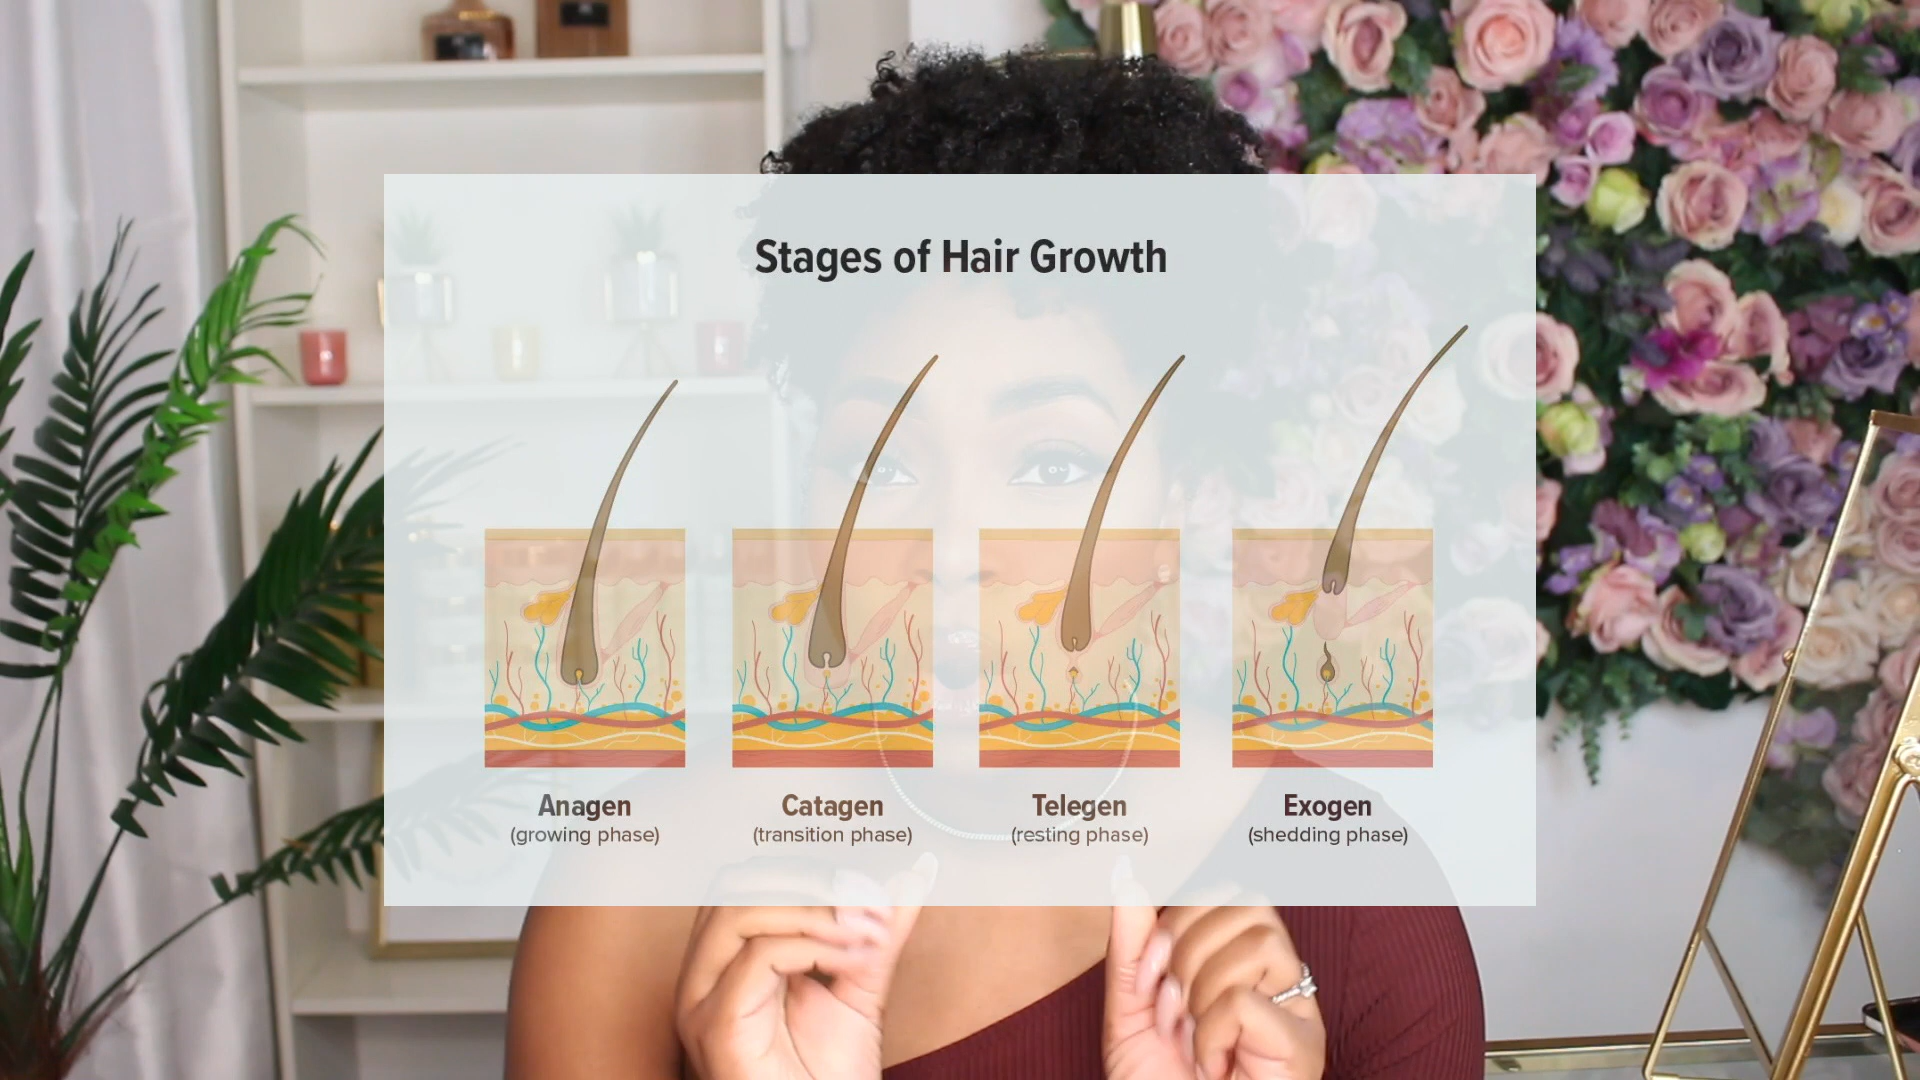 Stages of Hair Growth
Anagen
(growing phase)
Catagen
(transition phase)
Telegen
(resting phase)
Exogen
(shedding phase)